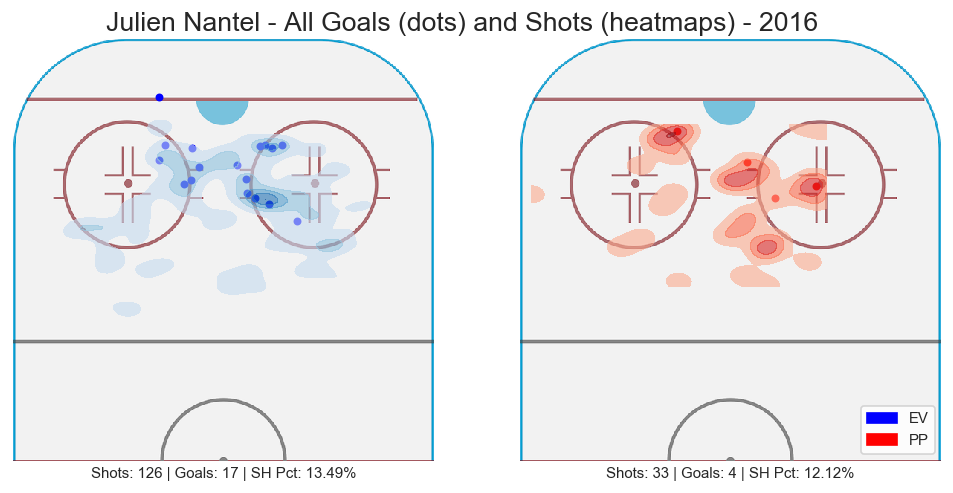 Julien Nantel - All Goals (dots) and Shots (heatmaps) - 2016
EV
PP
Shots: 126 | Goals: 17 | SH Pct: 13.49%
Shots: 33 | Goals: 4 | SH Pct: 12.12%